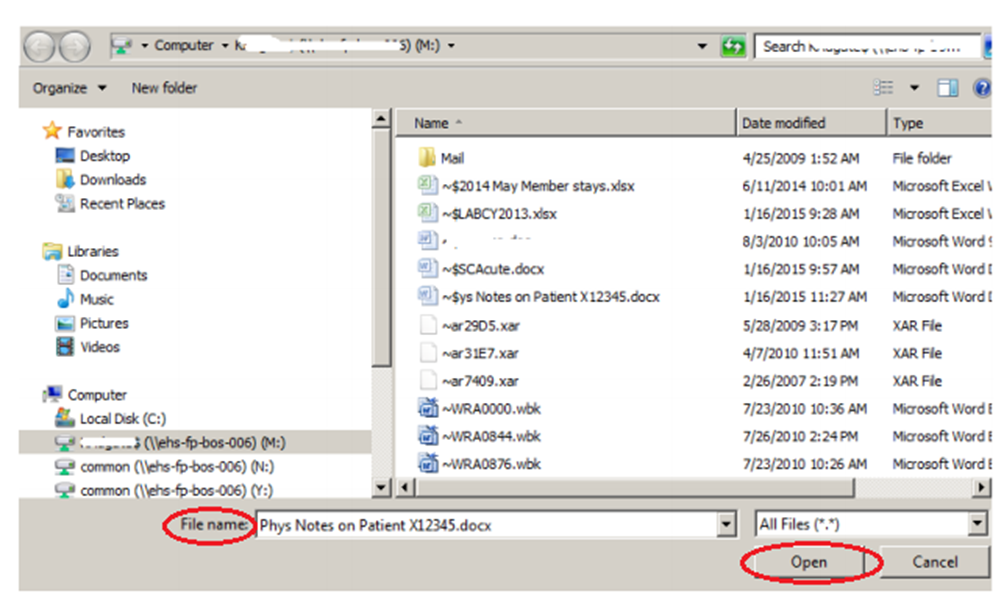 Computer (M:)
Search
Organize New folder
Favorites
Desktop
Downloads
Recent Places
Libraries
Documents
Music
Pictures
Videos
Computer
Local Disk (C:)
(\\ehs-fp-bos-006) (M:)
common (\\ehs-fp-bos-006) (N:)
common (\\ehs-fp-bos-006) (Y:)
Name Date modified Type
Mail 4/25/2009 1:52 AM File folder
~$2014 May Member stays.xlsx 6/11/2014 10:01 AM Microsoft Excel
~$LABCY2013.xlsx 1/16/2015 9:28 AM Microsoft Excel
8/3/2010 10:05 AM Microsoft Word
~$SCAcute.docx 1/16/2015 9:57 AM Microsoft Word
~$ys Notes on Patient X12345.docx 1/16/2015 11:27 AM Microsoft Word
~ar29D5.xar 5/28/2009 3:17 PM XAR File
~ar31E7.xar 4/7/2010 11:51 AM XAR File
~ar7409.xar 2/26/2007 2:19 PM XAR File
~WRA0000.wbk 7/23/2010 10:36 AM Microsoft Word
~WRA0844.wbk 7/26/2010 2:24 PM Microsoft Word
~WRA0876.wbk 7/23/2010 10:26 AM Microsoft Word
File name: Phys Notes on Patient X12345.docx All Files (*.*)
Open Cancel